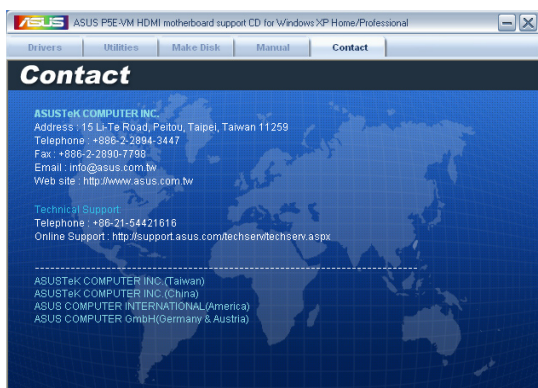 ASUS ASUS P5E-VM HDMI motherboard support CD for Windows XP Home/Professional
Drivers Utilities Make Disk Manual Contact
Contact
ASUSTeK COMPUTER INC.
Address : 15 Li-Te Road, Peitou, Taipei, Taiwan 11259
Telephone : +886-2-2894-3447
Fax : +886-2-2890-7798
Email : info@asus.com.tw
Web site : http://www.asus.com.tw
Technical Support:
Telephone : +86-21-54421616
Online Support : http://support.asus.com/techserv/techserv.aspx
ASUSTeK COMPUTER INC.(Taiwan)
ASUSTeK COMPUTER INC.(China)
ASUS COMPUTER INTERNATIONAL(America)
ASUS COMPUTER GmbH(Germany & Austria)